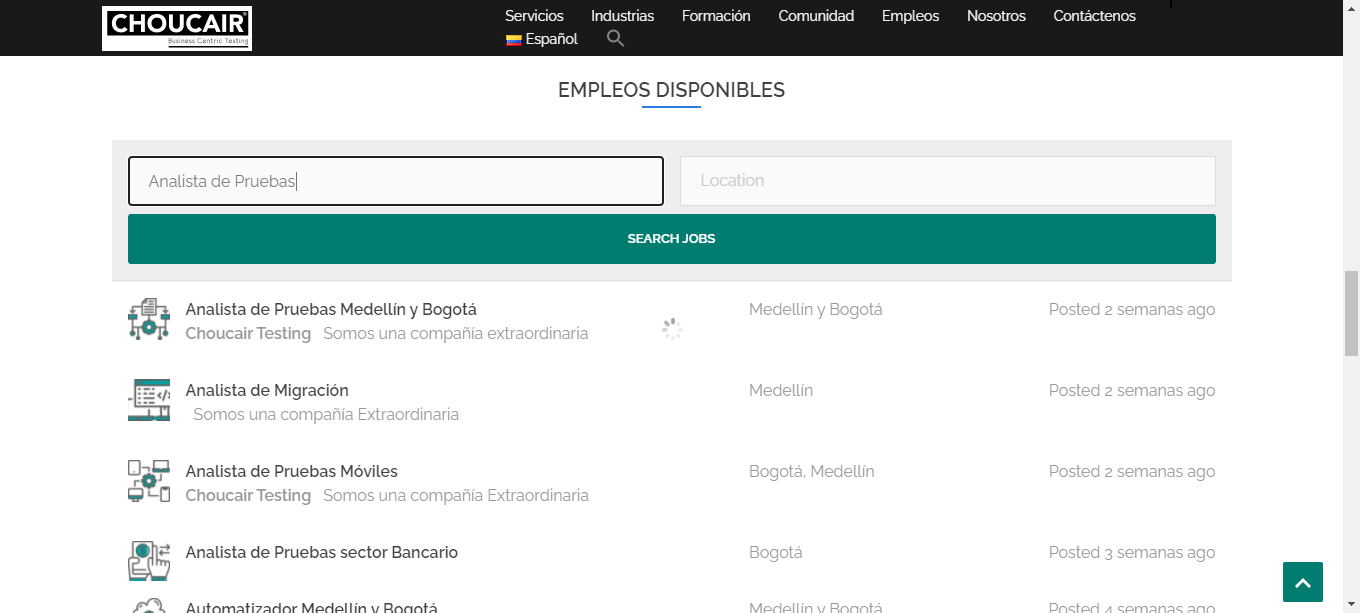 CHOUCAIR
Business Centric Testing
Servicios Industrias Formación Comunidad Empleos Nosotros Contáctenos
Español
EMPLEOS DISPONIBLES
Analista de Pruebas Location
SEARCH JOBS
Analista de Pruebas Medellín y Bogotá Medellín y Bogotá Posted 2 semanas ago
Choucair Testing Somos una compañía extraordinaria
Analista de Migración Medellín Posted 2 semanas ago
Somos una compañía Extraordinaria
Analista de Pruebas Móviles Bogotá, Medellín Posted 2 semanas ago
Choucair Testing Somos una compañía Extraordinaria
Analista de Pruebas sector Bancario Bogotá Posted 3 semanas ago
Automatizador Medellín y Bogotá Medellín y Bogotá Posted 4 semanas ago